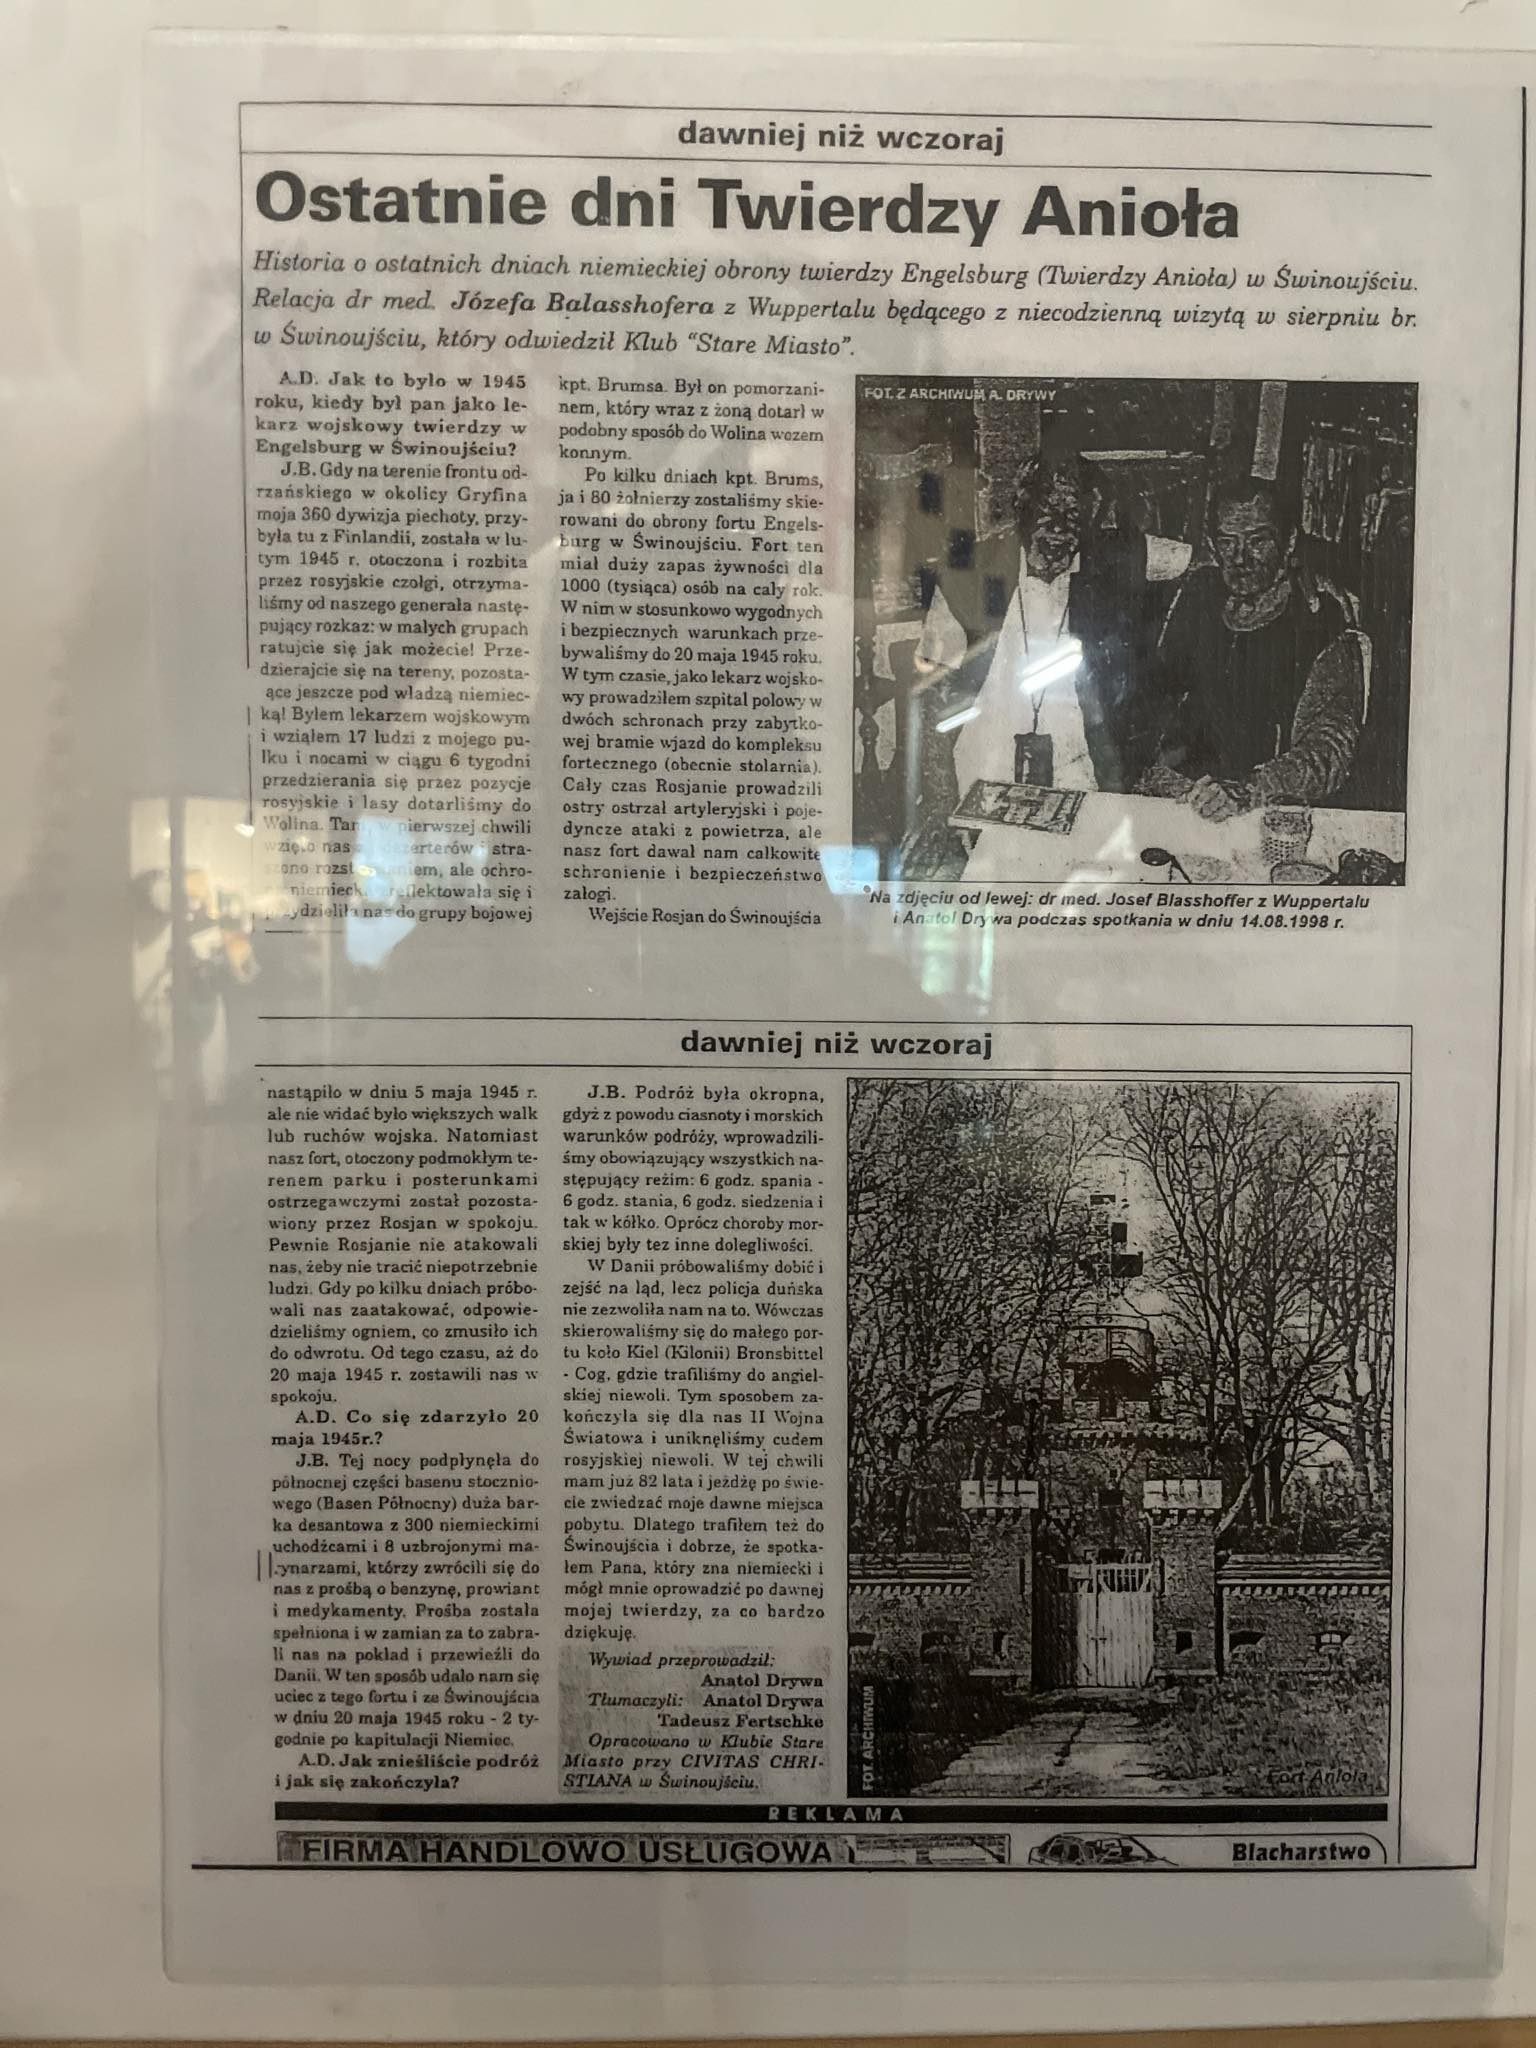 dawniej niż wczoraj
Ostatnie dni Twierdzy Anioła
Historia o ostatnich dniach niemieckiej obrony twierdzy Engelsburg (Twierdzy Anioła) w Świnoujściu.
Relacja dr med. Józefa Balasshofera z Wuppertalu będącego z niecodzienną wizytą w sierpniu br.
w Świnoujściu, który odwiedził Klub "Stare Miasto".
A.D. Jak to bylo w 1945
roku, kiedy był pan jako le-
karz wojskowy twierdzy w
Engelsburg w Świnoujściu?
J.B. Gdy na terenie frontu od-
rzańskiego w okolicy Gryfina
moja 360 dywizja piechoty, przy-
była tu z Finlandii, została w lu-
tym 1945 r. otoczona i rozbita
przez rosyjskie czołgi, otrzyma-
liśmy od naszego generała nastę-
pujący rozkaz: w małych grupach
ratujcie się jak możecie! Prze-
dzierajcie się na tereny, pozosta-
ące jeszcze pod władzą niemiec-
ką! Byłem lekarzem wojskowym
i wziąłem 17 ludzi z mojego pu-
łku i nocami w ciągu 6 tygodni
przedzierania się przez pozycje
rosyjskie i lasy dotarliśmy do
Wolina. Tam w pierwszej chwili
wzięto nas dezerterów i stra-
szono rozst aniem, ale ochro-
niemieck reflektowała się i
przydzieliła nas do grupy bojowej
kpt. Brumsa. Był on pomorzani-
nem, który wraz z żoną dotarł w
podobny sposób do Wolina wozem
konnym.
Po kilku dniach kpt. Brums,
ja i 80 żołnierzy zostaliśmy skie-
rowani do obrony fortu Engels-
burg w Świnoujściu. Fort ten
miał duży zapas żywności dla
1000 (tysiąca) osób na cały rok.
W nim w stosunkowo wygodnych
i bezpiecznych warunkach prze-
bywaliśmy do 20 maja 1945 roku.
W tym czasie, jako lekarz wojsko-
wy prowadziłem szpital polowy w
dwóch schronach przy zabytko-
wej bramie wjazd do kompleksu
fortecznego (obecnie stolarnia).
Cały czas Rosjanie prowadzili
ostry ostrzał artyleryjski i poje-
dyncze ataki z powietrza, ale
nasz fort dawał nam całkowite
schronienie i bezpieczeństwo
załogi.
Wejście Rosjan do Świnoujścia
FOT. Z ARCHIWUM A. DRYWY
Na zdjęciu od lewej: dr med. Josef Blasshoffer z Wuppertalu
i Anatol Drywa podczas spotkania w dniu 14.08.1998 r.
dawniej niż wczoraj
nastąpiło w dniu 5 maja 1945 r.
ale nie widać było większych walk
lub ruchów wojska. Natomiast
nasz fort, otoczony podmokłym te-
renem parku i posterunkami
ostrzegawczymi został pozosta-
wiony przez Rosjan w spokoju.
Pewnie Rosjanie nie atakowali
nas, żeby nie tracić niepotrzebnie
ludzi. Gdy po kilku dniach próbo-
wali nas zaatakować, odpowie-
dzieliśmy ogniem, co zmusiło ich
do odwrotu. Od tego czasu, aż do
20 maja 1945 r. zostawili nas w
spokoju.
A.D. Co się zdarzyło 20
maja 1945r.?
J.B. Tej nocy podpłynęła do
północnej części basenu stocznio-
wego (Basen Północny) duża bar-
ka desantowa z 300 niemieckimi
uchodźcami i 8 uzbrojonymi ma-
rynarzami, którzy zwrócili się do
nas z prośbą o benzynę, prowiant
i medykamenty. Prośba została
spełniona i w zamian za to zabra-
li nas na pokład i przewieźli do
Danii. W ten sposób udało nam się
uciec z tego fortu i ze Świnoujścia
w dniu 20 maja 1945 roku - 2 ty-
godnie po kapitulacji Niemiec.
A.D. Jak znieśliście podróż
i jak się zakończyła?
J.B. Podróż była okropna,
gdyż z powodu ciasnoty i morskich
warunków podróży, wprowadzili-
śmy obowiązujący wszystkich na-
stępujący reżim: 6 godz. spania -
6 godz. stania, 6 godz. siedzenia i
tak w kółko. Oprócz choroby mor-
skiej były tez inne dolegliwości.
W Danii próbowaliśmy dobić i
zejść na ląd, lecz policja duńska
nie zezwoliła nam na to. Wówczas
skierowaliśmy się do małego por-
tu koło Kiel (Kilonii) Bronsbittel
- Cog, gdzie trafiliśmy do angiel-
skiej niewoli. Tym sposobem za-
kończyła się dla nas II Wojna
Światowa i uniknęliśmy cudem
rosyjskiej niewoli. W tej chwili
mam już 82 lata i jeżdżę po świe-
cie zwiedzać moje dawne miejsca
pobytu. Dlatego trafiłem też do
Świnoujścia i dobrze, że spotka-
łem Pana, który zna niemiecki i
mógł mnie oprowadzić po dawnej
mojej twierdzy, za co bardzo
dziękuję.
Wywiad przeprowadził:
Anatol Drywa
Tłumaczyli: Anatol Drywa
Tadeusz Fertschke
Opracowano w Klubie Stare
Miasto przy CIVITAS CHRI-
STIANA w Świnoujściu.
FOT. ARCHIWUM
Fort Anioła
REKLAMA
FIRMA HANDLOWO USŁUGOWA
Blacharstwo